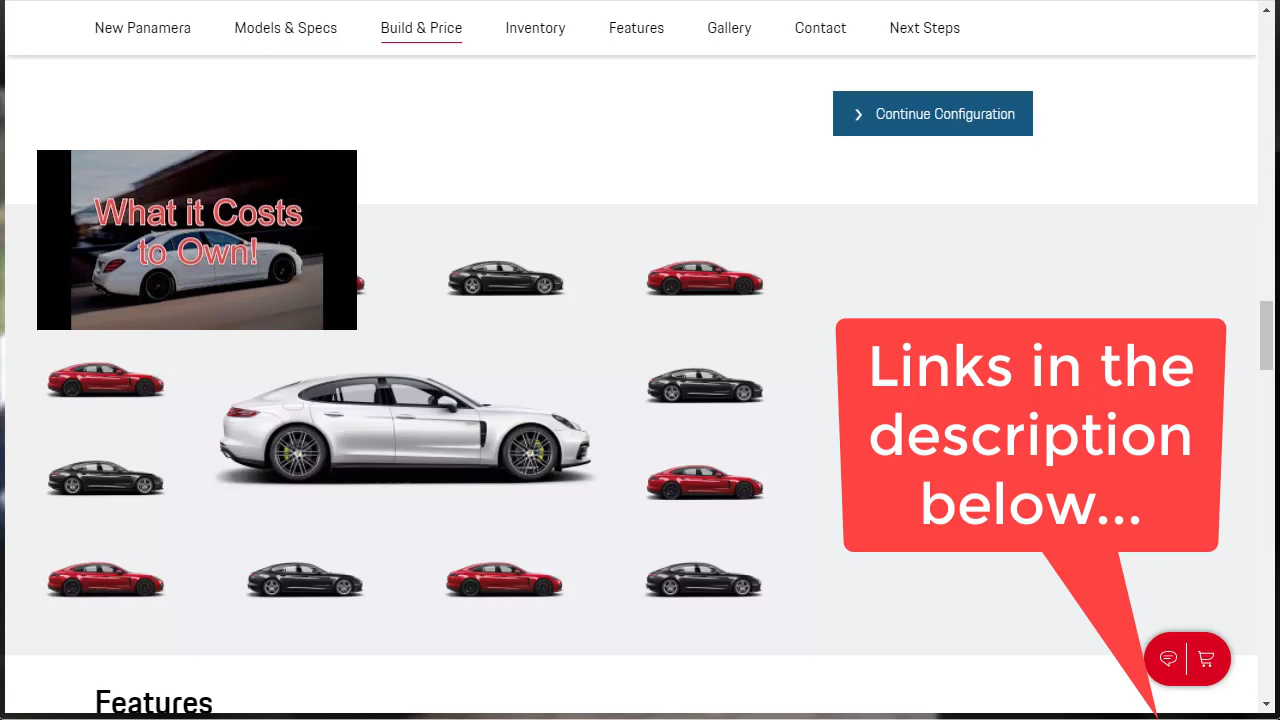 New Panamera
Models & Specs
Build & Price
Inventory
Features
Gallery
Contact
Next Steps
Continue Configuration
What it Costs
to Own!
Links in the
description
below...
Features